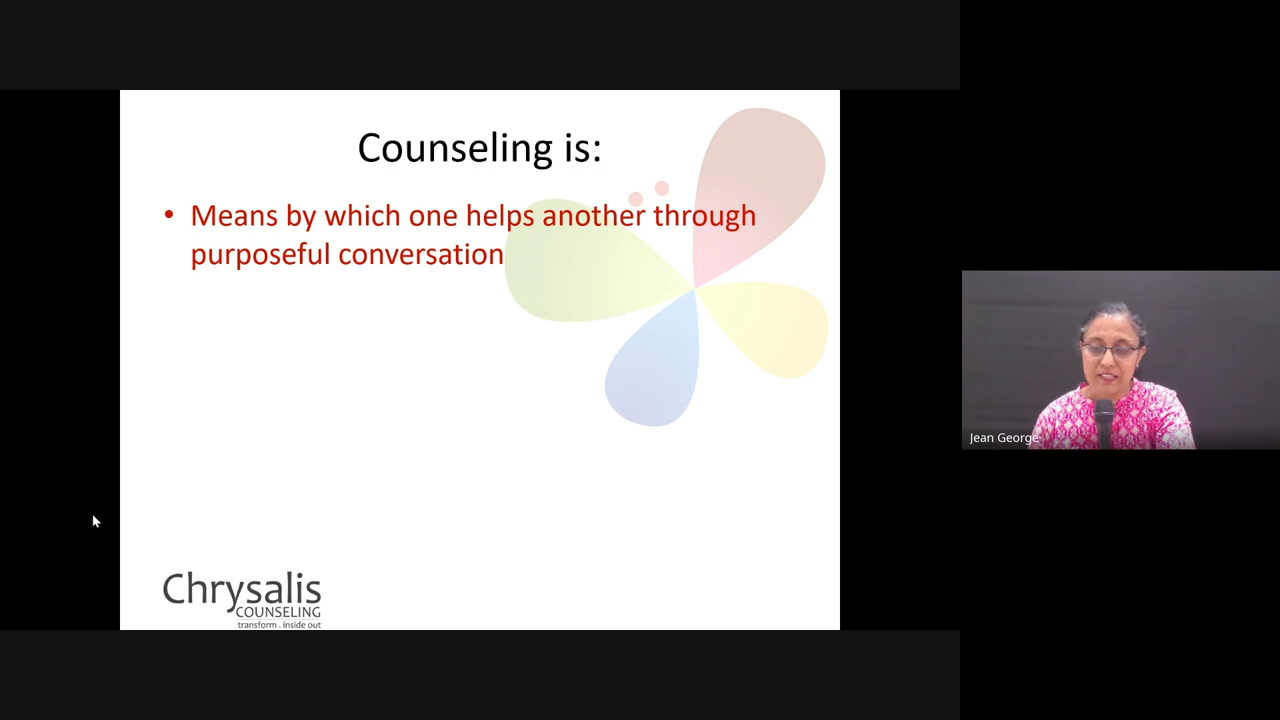 Counseling is:
• Means by which one helps another through
purposeful conversation
Jean George
Chrysalis
COUNSELING
transform . inside out